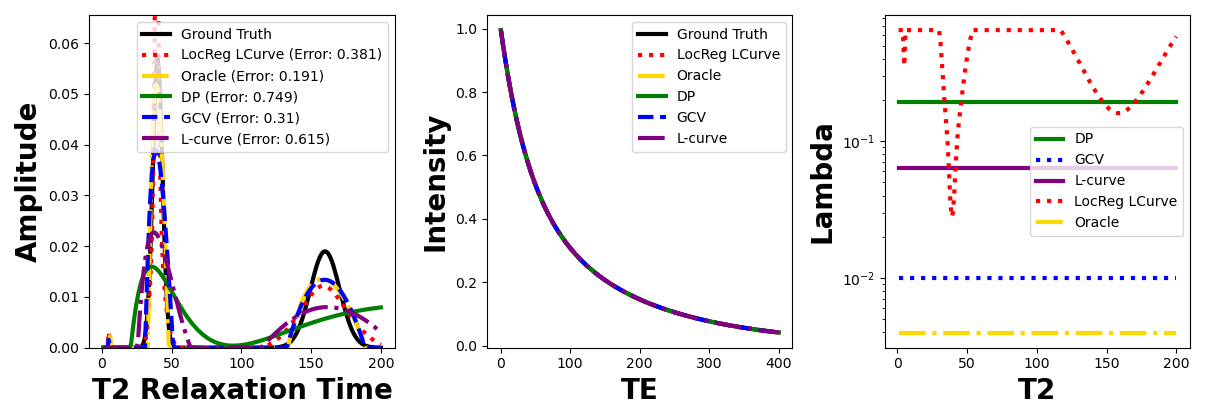 Amplitude
0.06
0.05
0.04
0.03
0.02
0.01
0.00
0 50 100 150 200
T2 Relaxation Time
Ground Truth
LocReg LCurve (Error: 0.381)
Oracle (Error: 0.191)
DP (Error: 0.749)
GCV (Error: 0.31)
L-curve (Error: 0.615)
Intensity
1.0
0.8
0.6
0.4
0.2
0.0
0 100 200 300 400
TE
Ground Truth
LocReg LCurve
Oracle
DP
GCV
L-curve
Lambda
10⁻¹
10⁻²
0 50 100 150 200
T2
DP
GCV
L-curve
LocReg LCurve
Oracle